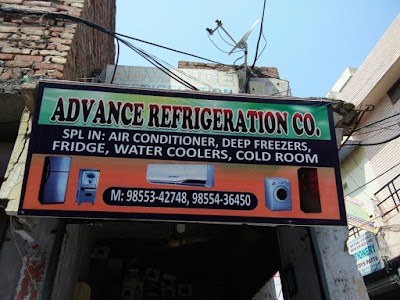 ADVANCE REFRIGERATION CO.
SPL IN: AIR CONDITIONER, DEEP FREEZERS,
FRIDGE, WATER COOLERS, COLD ROOM
M: 98553-42748, 98554-36450